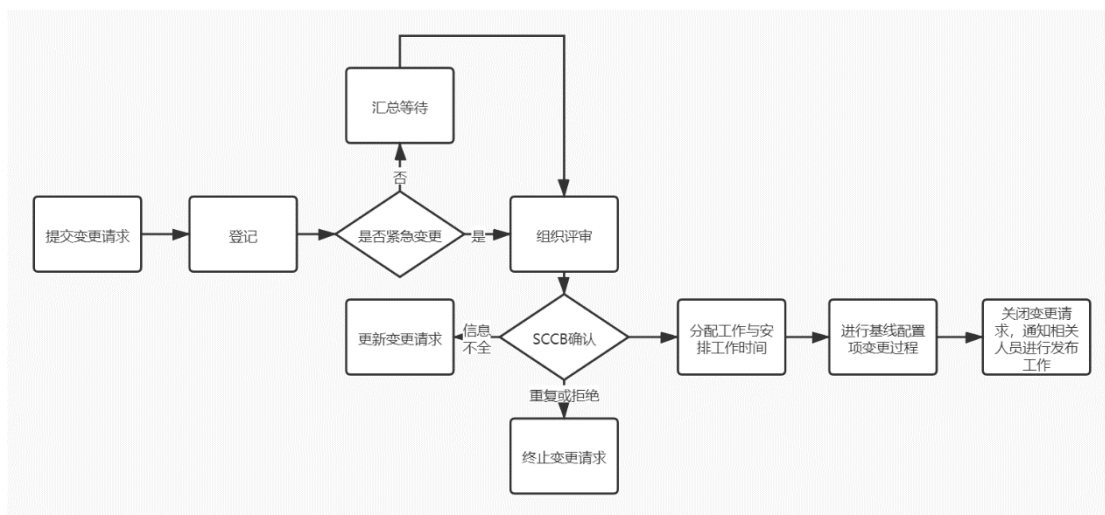 汇总等待
否
提交变更请求
登记
是否紧急变更
是
组织评审
更新变更请求
信息
不全
SCCB确认
分配工作与安
排工作时间
进行基线配置
项变更过程
关闭变更请
求，通知相关
人员进行发布
工作
重复或拒绝
终止变更请求